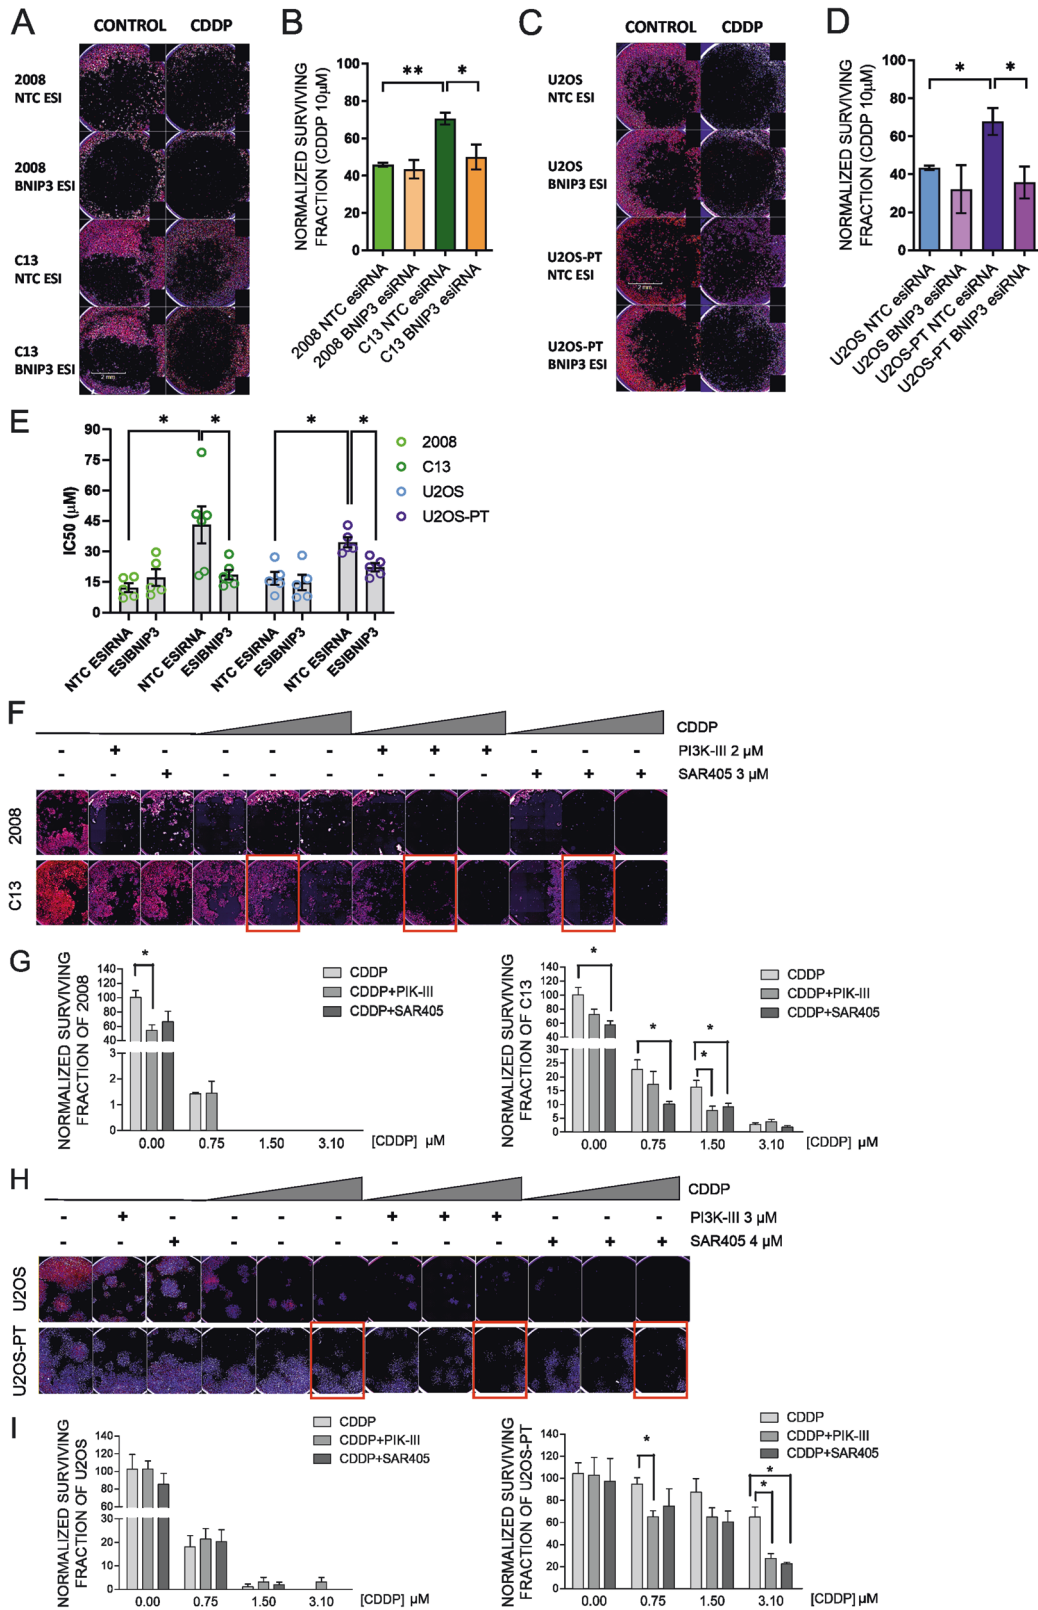 A
CONTROL CDDP
2008
NTC ESI
2008
BNIP3 ESI
C13
NTC ESI
C13
BNIP3 ESI
2 mm
B
NORMALIZED SURVIVING
FRACTION (CDDP 10μM)
100
80
60
40
20
0
** *
2008 NTC esiRNA
2008 BNIP3 esiRNA
C13 NTC esiRNA
C13 BNIP3 esiRNA
C
CONTROL CDDP
U2OS
NTC ESI
U2OS
BNIP3 ESI
U2OS-PT
NTC ESI
U2OS-PT
BNIP3 ESI
2 mm
D
NORMALIZED SURVIVING
FRACTION (CDDP 10μM)
100
80
60
40
20
0
* *
U2OS NTC esiRNA
U2OS BNIP3 esiRNA
U2OS-PT NTC esiRNA
U2OS-PT BNIP3 esiRNA
E
IC50 (μM)
90
75
60
45
30
15
0
* * * *
2008
C13
U2OS
U2OS-PT
NTC ESIRNA
ESIBNIP3
NTC ESIRNA
ESIBNIP3
NTC ESIRNA
ESIBNIP3
NTC ESIRNA
ESIBNIP3
F
CDDP
- + - - - - + + + - - - PI3K-III 2 μM
- - + - - - - - - + + + SAR405 3 μM
2008
C13
G
NORMALIZED SURVIVING
FRACTION OF 2008
140
120
100
80
60
40
3
2
1
0
*
CDDP
CDDP+PIK-III
CDDP+SAR405
0.00 0.75 1.50 3.10 [CDDP] μM
NORMALIZED SURVIVING
FRACTION OF C13
140
120
100
80
60
40
30
25
20
15
10
5
0
* * * *
CDDP
CDDP+PIK-III
CDDP+SAR405
0.00 0.75 1.50 3.10 [CDDP] μM
H
CDDP
- + - - - - + + + - - - PI3K-III 3 μM
- - + - - - - - - + + + SAR405 4 μM
U2OS
U2OS-PT
I
NORMALIZED SURVIVING
FRACTION OF U2OS
140
120
100
80
60
30
20
10
0
CDDP
CDDP+PIK-III
CDDP+SAR405
0.00 0.75 1.50 3.10 [CDDP] μM
NORMALIZED SURVIVING
FRACTION OF U2OS-PT
140
120
100
80
60
40
20
0
* * *
CDDP
CDDP+PIK-III
CDDP+SAR405
0.00 0.75 1.50 3.10 [CDDP] μM